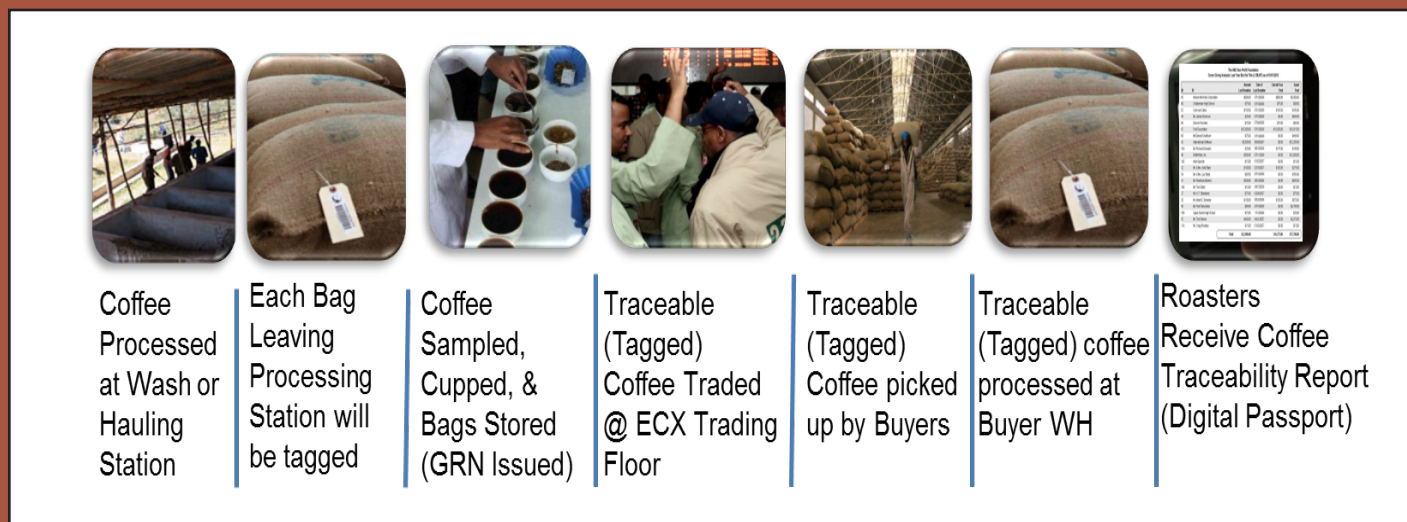 Coffee
Processed
at Wash or
Hauling
Station
Each Bag
Leaving
Processing
Station will
be tagged
Coffee
Sampled,
Cupped, &
Bags Stored
(GRN Issued)
Traceable
(Tagged)
Coffee Traded
@ ECX Trading
Floor
Traceable
(Tagged)
Coffee picked
up by Buyers
Traceable
(Tagged) coffee
processed at
Buyer WH
Roasters
Receive Coffee
Traceability Report
(Digital Passport)